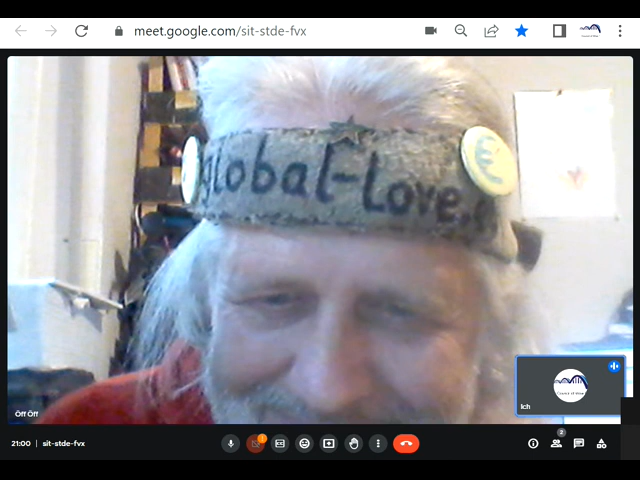 meet.google.com/sit-stde-fvx
global-Love.
Öff Öff
Ich
21:00 | sit-stde-fvx
2